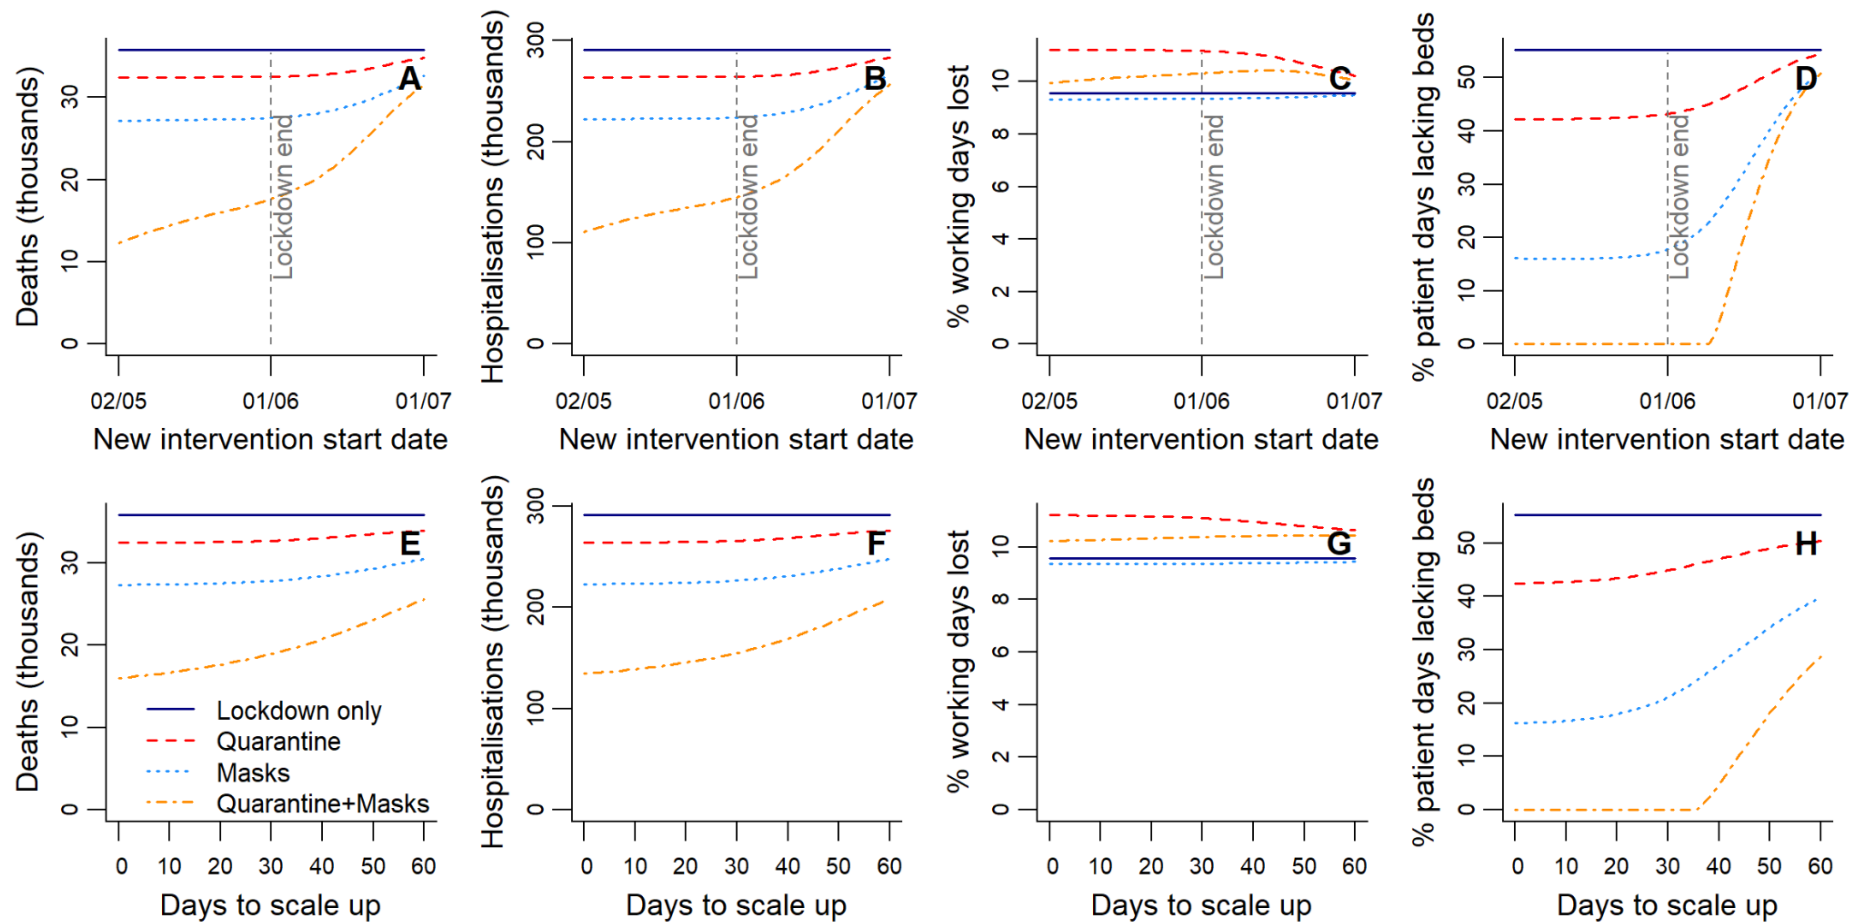 Deaths (thousands)
0
10
20
30
A
Lockdown end
02/05
01/06
01/07
New intervention start date
Hospitalisations (thousands)
0
100
200
300
B
Lockdown end
02/05
01/06
01/07
New intervention start date
% working days lost
0
2
4
6
8
10
C
Lockdown end
02/05
01/06
01/07
New intervention start date
% patient days lacking beds
0
10
20
30
40
50
D
Lockdown end
02/05
01/06
01/07
New intervention start date
Deaths (thousands)
0
10
20
30
E
Lockdown only
Quarantine
Masks
Quarantine+Masks
0 10 20 30 40 50 60
Days to scale up
Hospitalisations (thousands)
0
100
200
300
F
0 10 20 30 40 50 60
Days to scale up
% working days lost
0
2
4
6
8
10
G
0 10 20 30 40 50 60
Days to scale up
% patient days lacking beds
0
10
20
30
40
50
H
0 10 20 30 40 50 60
Days to scale up